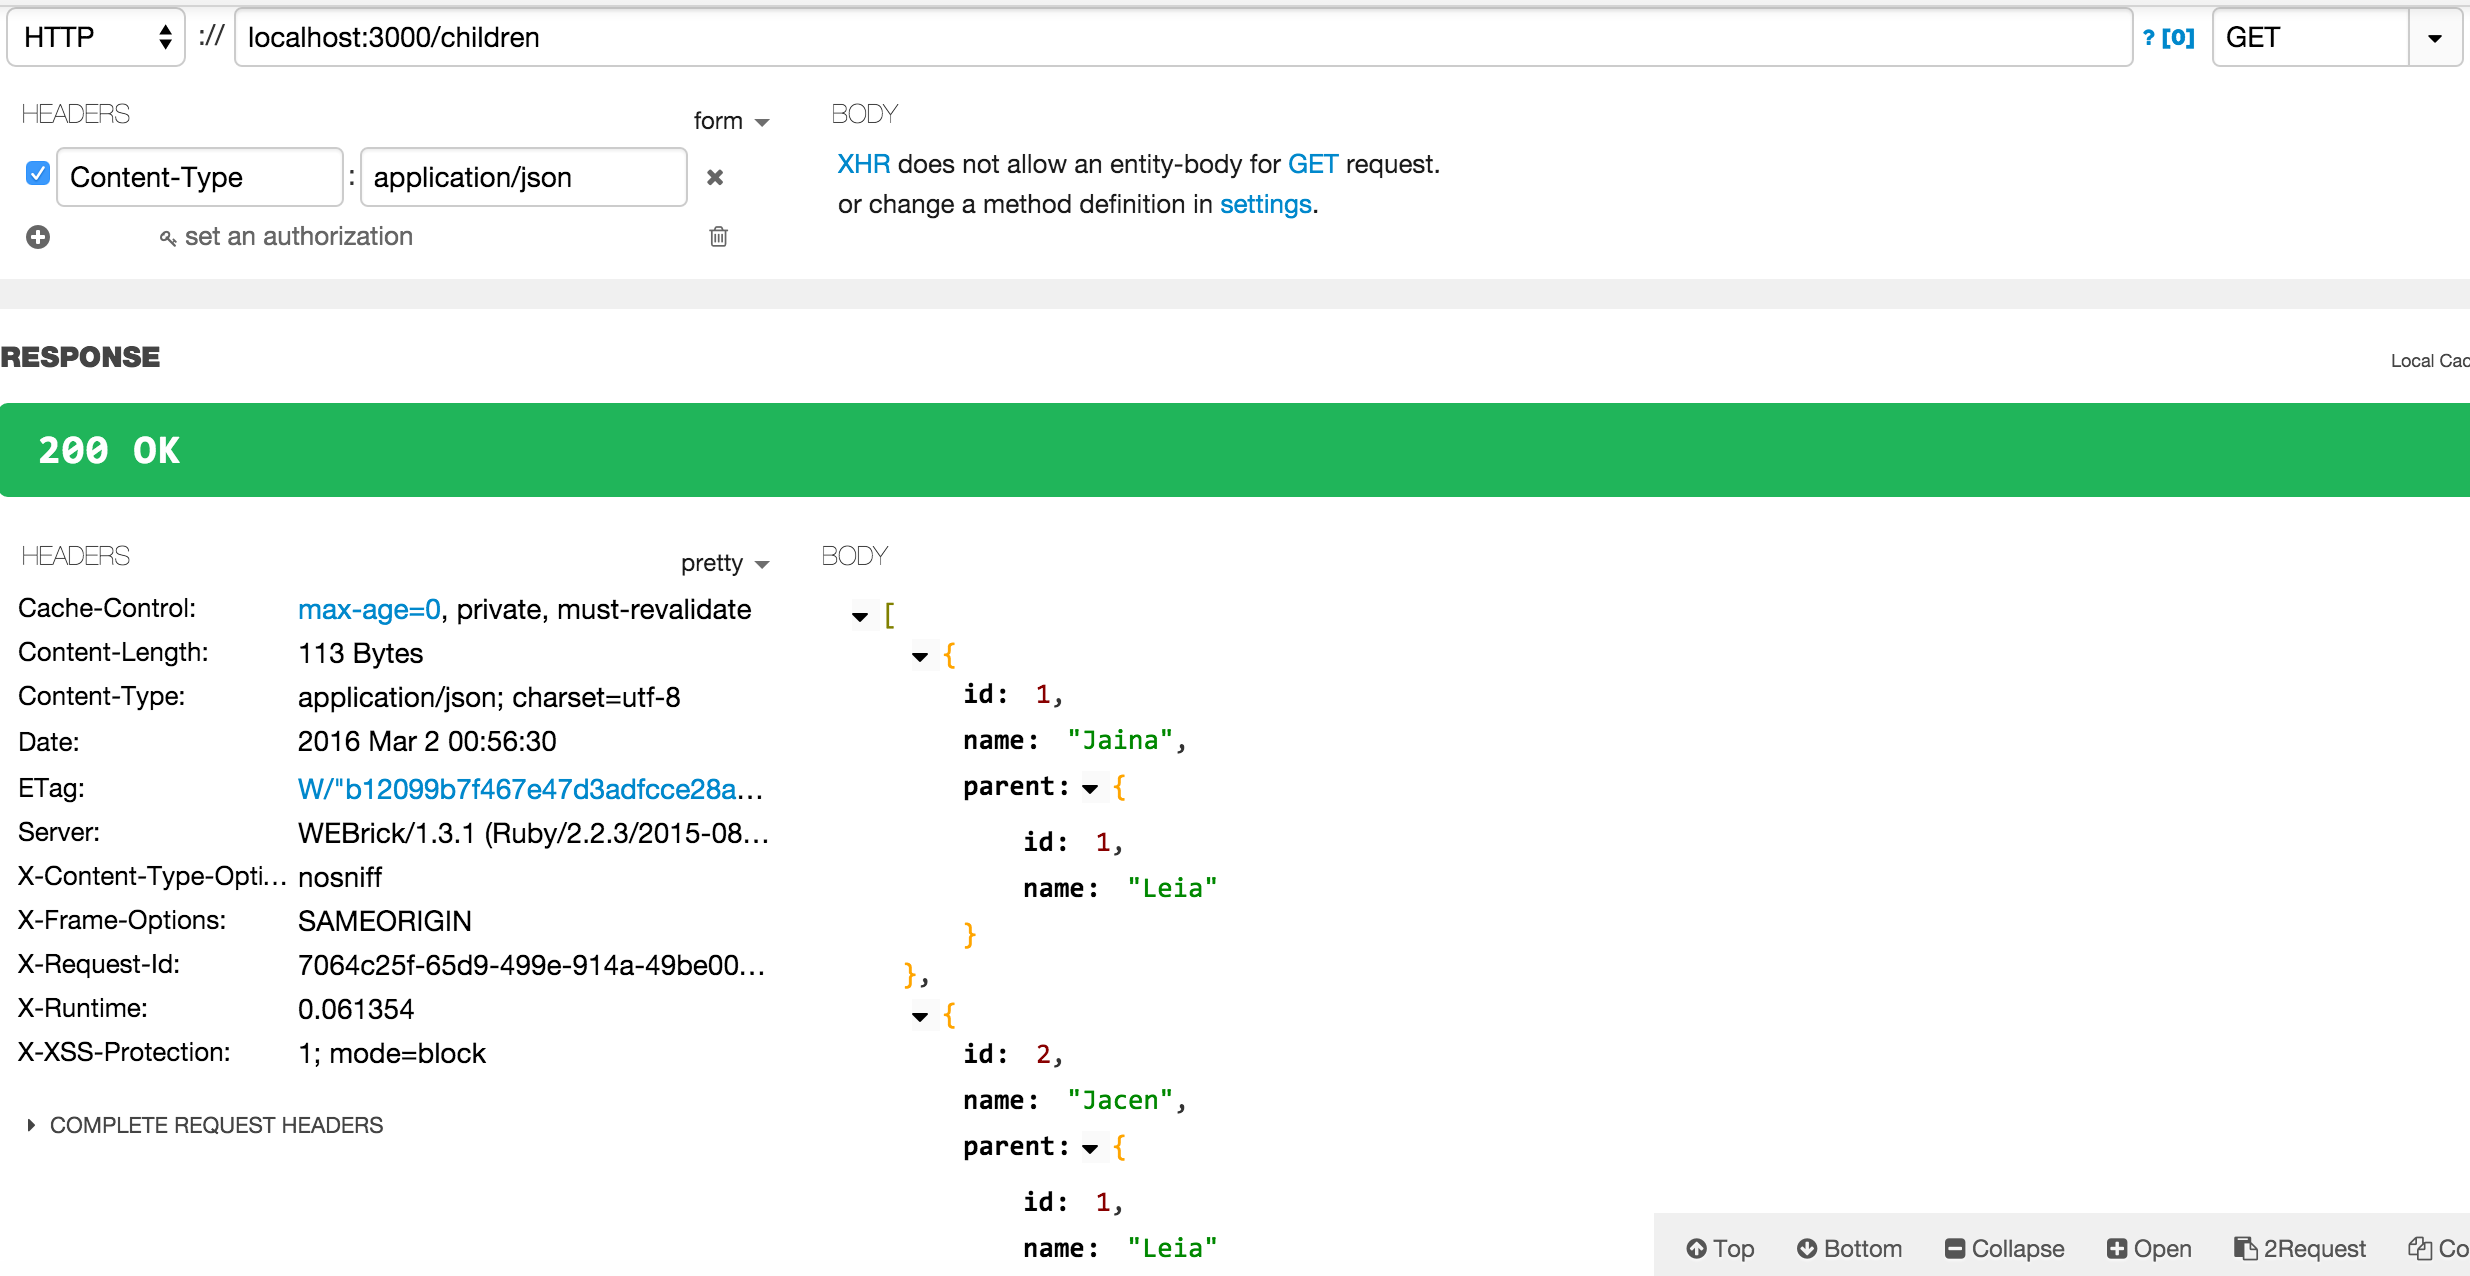 HTTP :// localhost:3000/children ? [0] GET
HEADERS form
Content-Type : application/json
set an authorization
BODY
XHR does not allow an entity-body for GET request.
or change a method definition in settings.
RESPONSE
Local Cac
200 OK
HEADERS pretty
Cache-Control: max-age=0, private, must-revalidate
Content-Length: 113 Bytes
Content-Type: application/json; charset=utf-8
Date: 2016 Mar 2 00:56:30
ETag: W/"b12099b7f467e47d3adfcce28a...
Server: WEBrick/1.3.1 (Ruby/2.2.3/2015-08...
X-Content-Type-Opti... nosniff
X-Frame-Options: SAMEORIGIN
X-Request-Id: 7064c25f-65d9-499e-914a-49be00...
X-Runtime: 0.061354
X-XSS-Protection: 1; mode=block
COMPLETE REQUEST HEADERS
BODY
[
{
id: 1,
name: "Jaina",
parent: {
id: 1,
name: "Leia"
}
},
{
id: 2,
name: "Jacen",
parent: {
id: 1,
name: "Leia"
Top Bottom Collapse Open 2Request Co